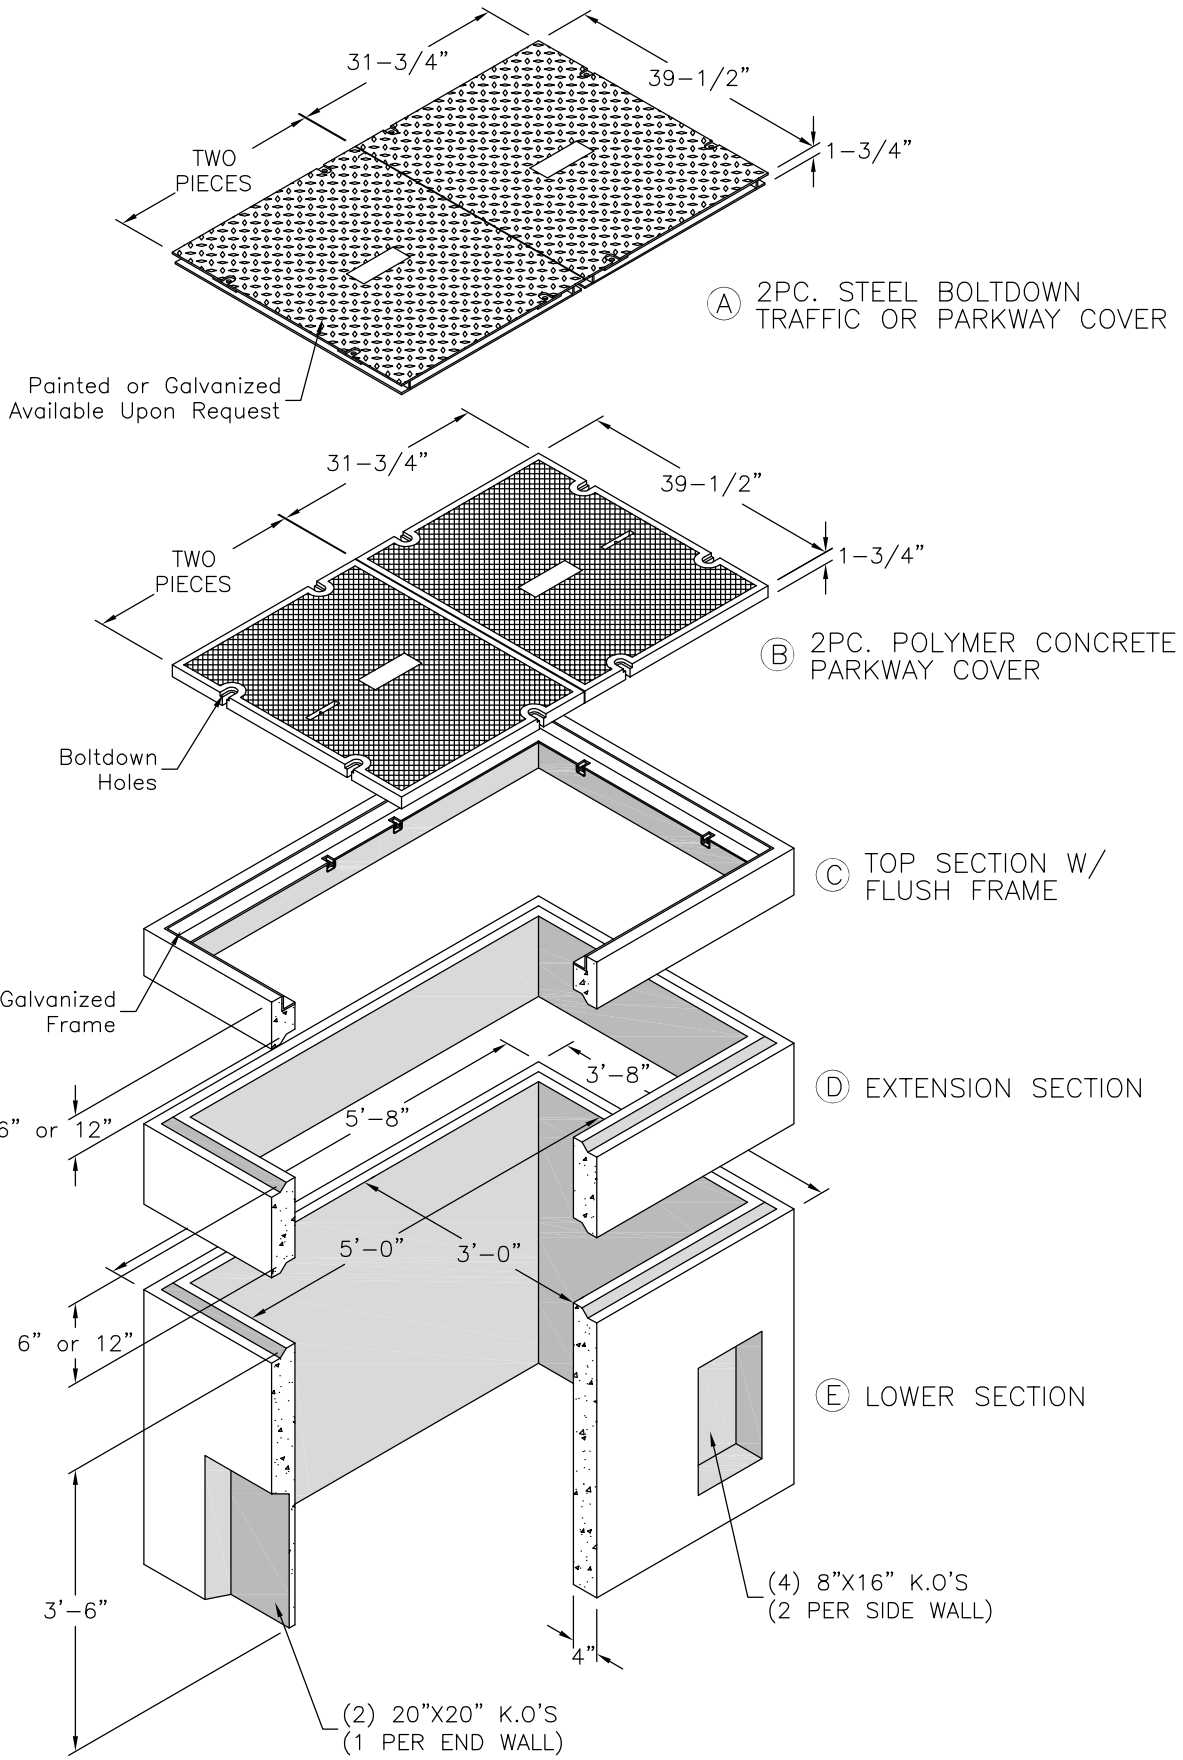 31-3/4"
39-1/2"
1-3/4"
TWO
PIECES
A 2PC. STEEL BOLTDOWN
TRAFFIC OR PARKWAY COVER
Painted or Galvanized
Available Upon Request
31-3/4"
39-1/2"
1-3/4"
TWO
PIECES
B 2PC. POLYMER CONCRETE
PARKWAY COVER
Boltdown
Holes
C TOP SECTION W/
FLUSH FRAME
Galvanized
Frame
3'-8"
D EXTENSION SECTION
5'-8"
6" or 12"
5'-0"
3'-0"
6" or 12"
E LOWER SECTION
(4) 8"X16" K.O'S
(2 PER SIDE WALL)
3'-6"
4"
(2) 20"X20" K.O'S
(1 PER END WALL)